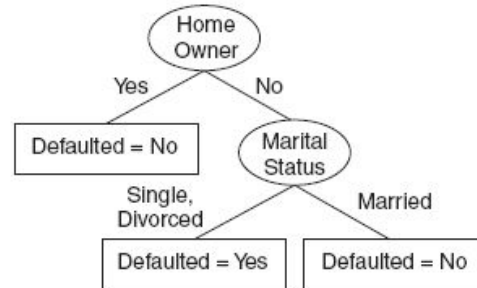 Home
Owner
Yes
No
Defaulted = No
Marital
Status
Single,
Divorced
Married
Defaulted = Yes
Defaulted = No